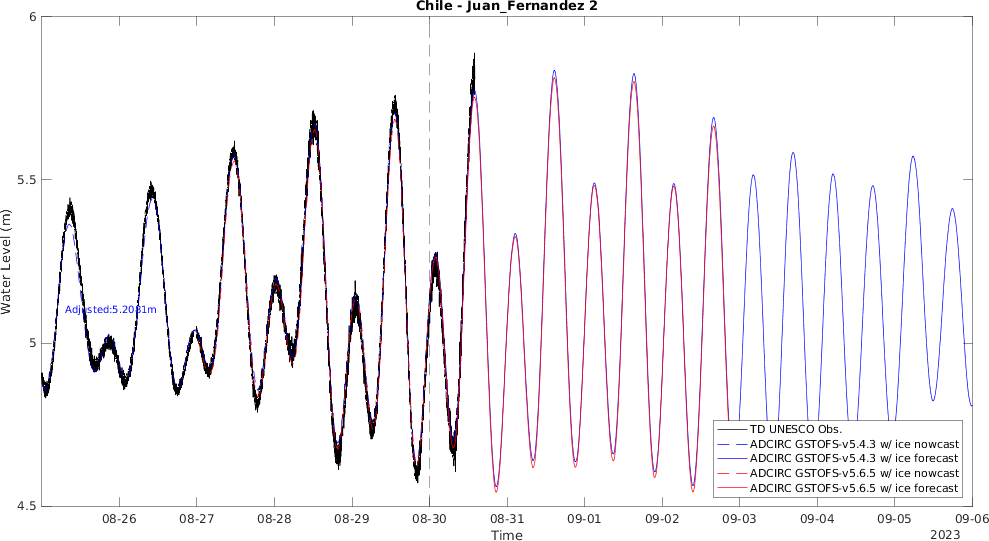 Chile - Juan_Fernandez 2
6
5.5
5
4.5
Water Level (m)
Adjusted:5.2081m
TD UNESCO Obs.
ADCIRC GSTOFS-v5.4.3 w/ ice nowcast
ADCIRC GSTOFS-v5.4.3 w/ ice forecast
ADCIRC GSTOFS-v5.6.5 w/ ice nowcast
ADCIRC GSTOFS-v5.6.5 w/ ice forecast
08-26 08-27 08-28 08-29 08-30 08-31 09-01 09-02 09-03 09-04 09-05 09-06
Time
2023